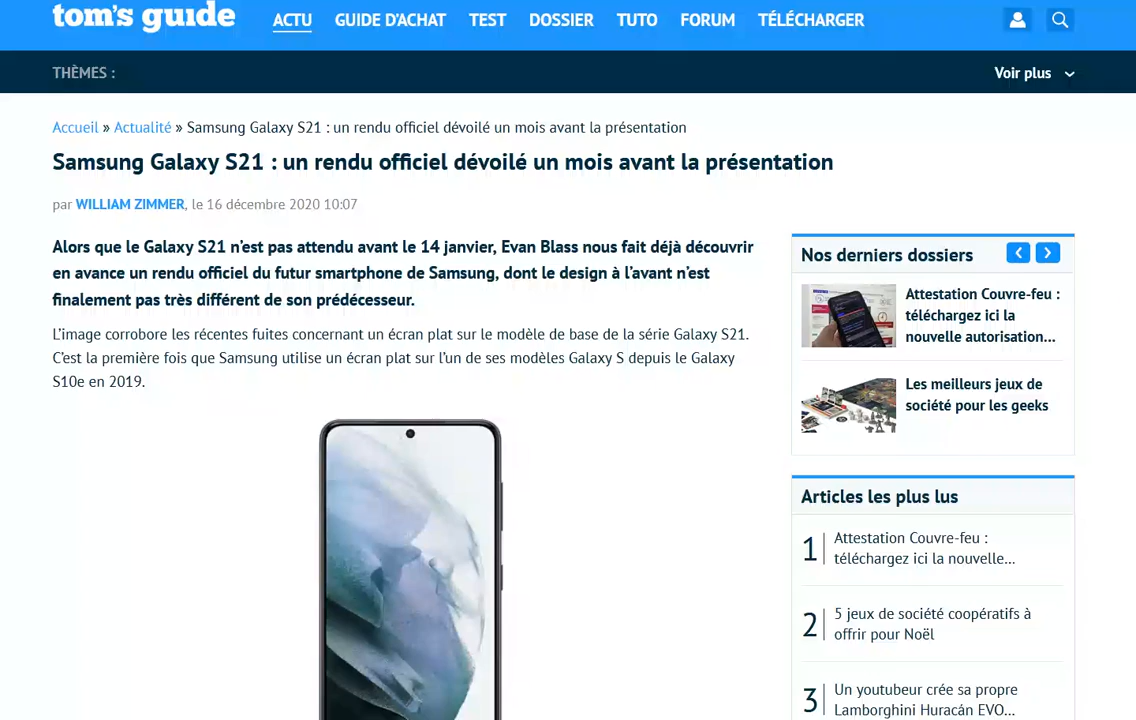 tom's guide
ACTU GUIDE D'ACHAT TEST DOSSIER TUTO FORUM TÉLÉCHARGER
THÈMES :
Voir plus
Accueil » Actualité » Samsung Galaxy S21 : un rendu officiel dévoilé un mois avant la présentation
Samsung Galaxy S21 : un rendu officiel dévoilé un mois avant la présentation
par WILLIAM ZIMMER, le 16 décembre 2020 10:07
Alors que le Galaxy S21 n'est pas attendu avant le 14 janvier, Evan Blass nous fait déjà découvrir
en avance un rendu officiel du futur smartphone de Samsung, dont le design à l'avant n'est
finalement pas très différent de son prédécesseur.
L'image corrobore les récentes fuites concernant un écran plat sur le modèle de base de la série Galaxy S21.
C'est la première fois que Samsung utilise un écran plat sur l'un de ses modèles Galaxy S depuis le Galaxy
S10e en 2019.
Nos derniers dossiers
Attestation Couvre-feu :
téléchargez ici la
nouvelle autorisation...
Les meilleurs jeux de
société pour les geeks
Articles les plus lus
1 Attestation Couvre-feu :
téléchargez ici la nouvelle...
2 5 jeux de société coopératifs à
offrir pour Noël
3 Un youtubeur crée sa propre
Lamborghini Huracán EVO...